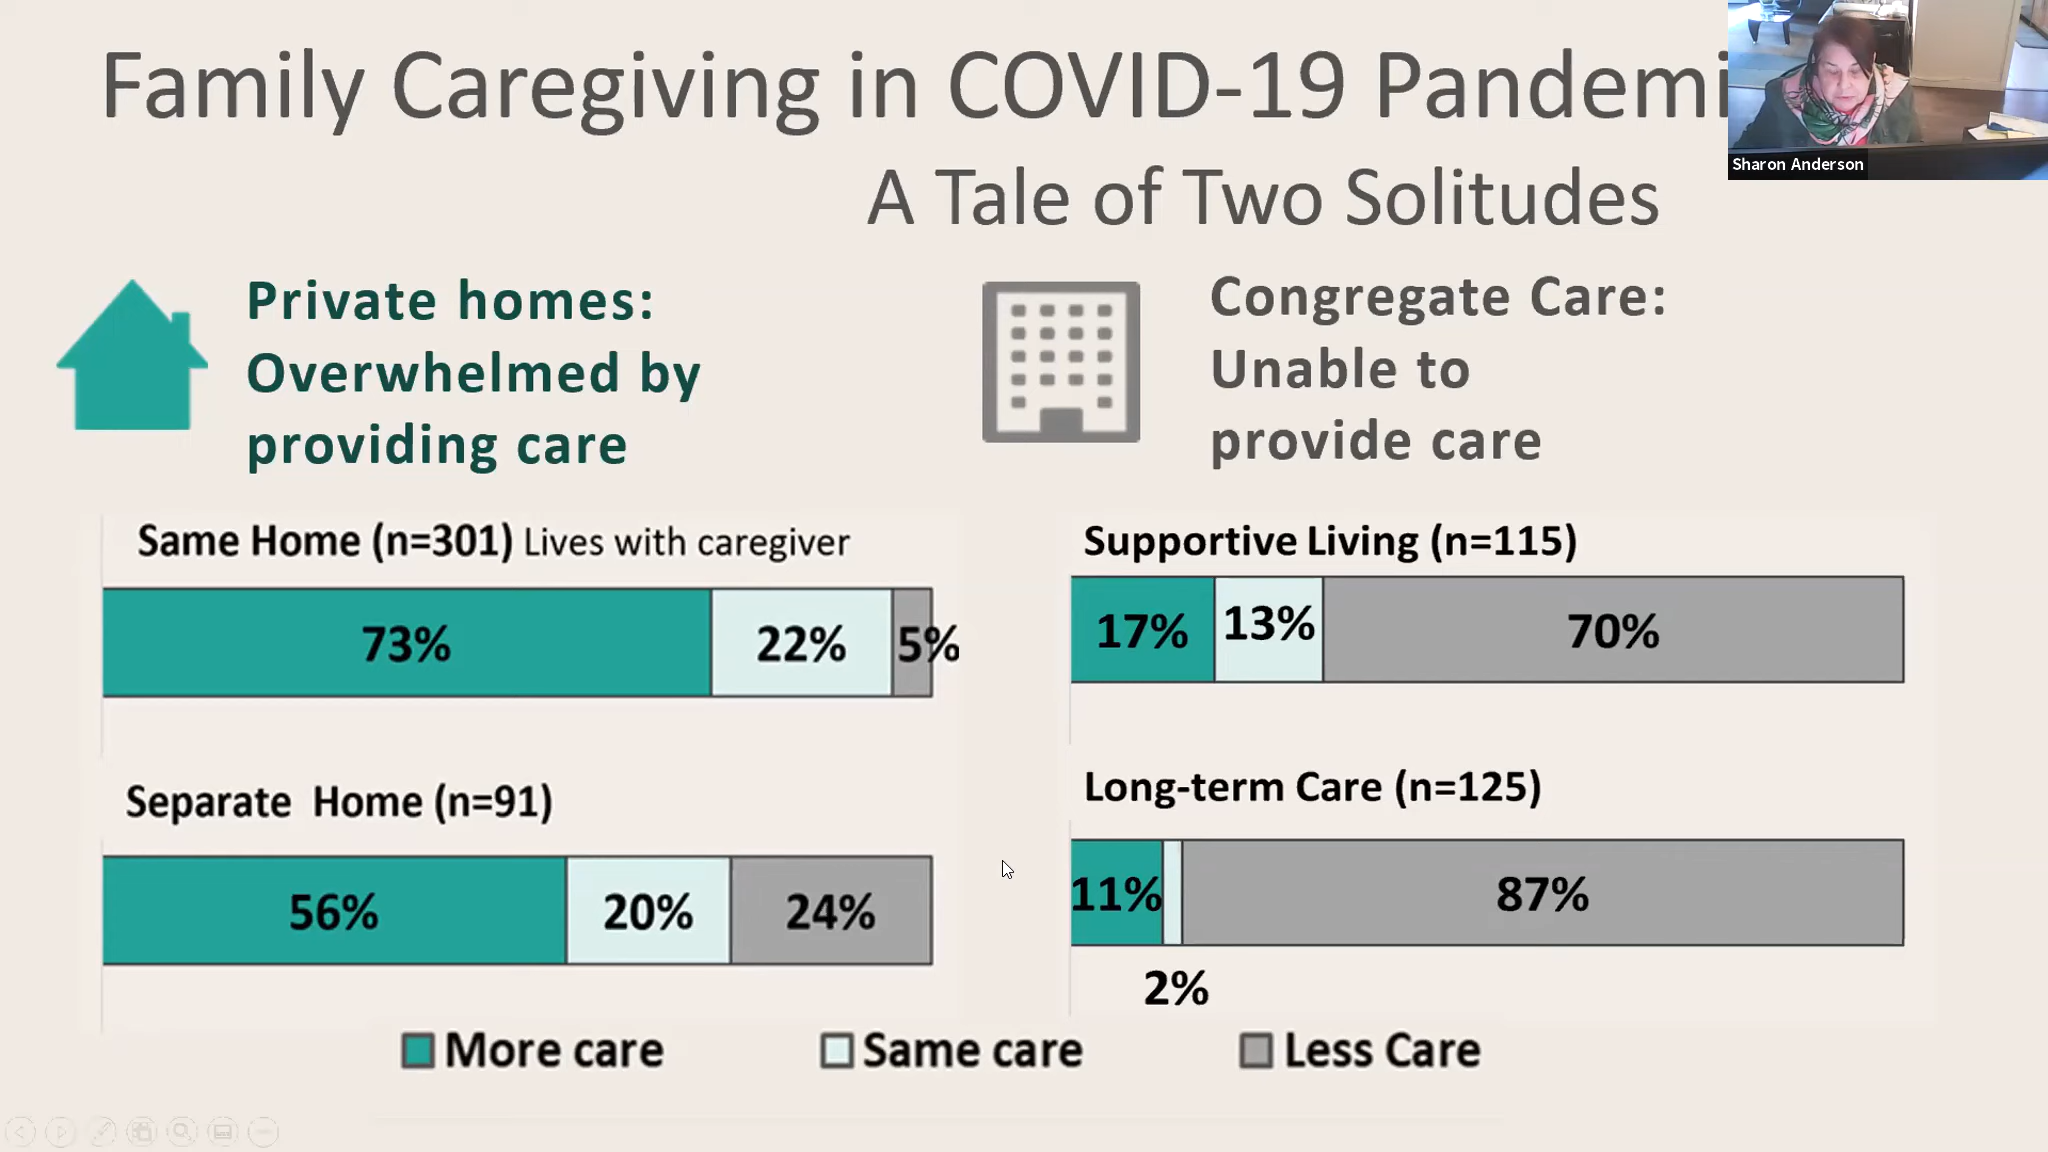 Family Caregiving in COVID-19 Pandemi
Sharon Anderson
A Tale of Two Solitudes
Private homes:
Overwhelmed by
providing care
Congregate Care:
Unable to
provide care
Same Home (n=301) Lives with caregiver
73% 22% 5%
Separate Home (n=91)
56% 20% 24%
Supportive Living (n=115)
17% 13% 70%
Long-term Care (n=125)
11% 87%
2%
More care Same care Less Care